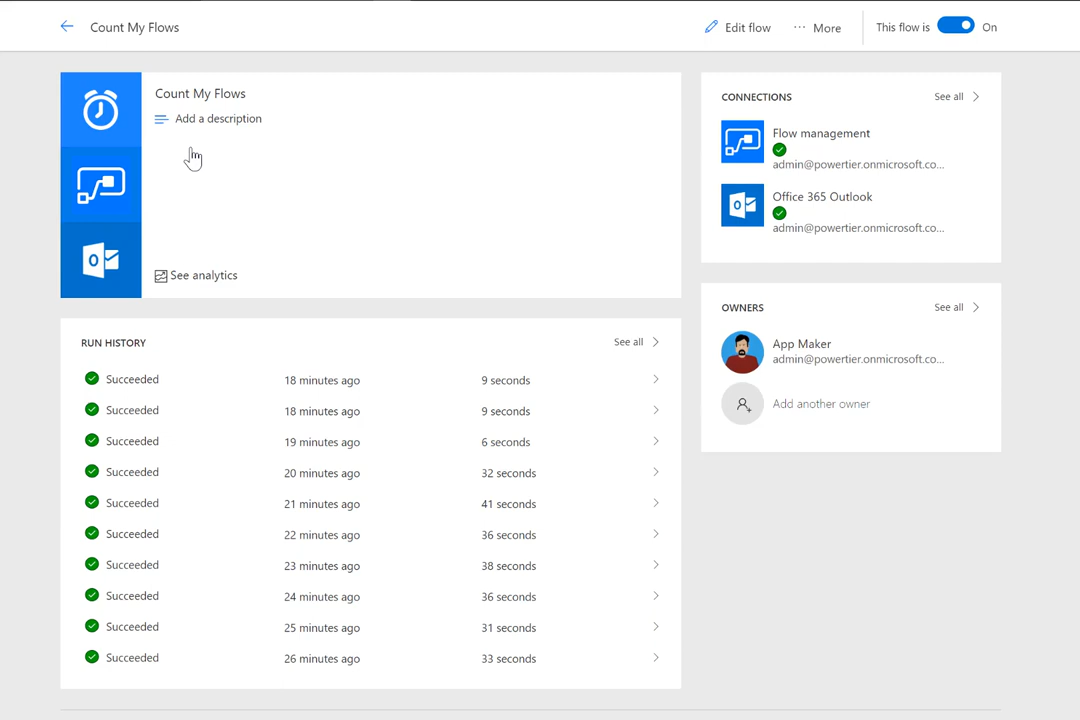 Count My Flows
Edit flow
··· More
This flow is
On
Count My Flows
Add a description
See analytics
CONNECTIONS
See all
Flow management
admin@powertier.onmicrosoft.co...
Office 365 Outlook
admin@powertier.onmicrosoft.co...
OWNERS
See all
App Maker
admin@powertier.onmicrosoft.co...
Add another owner
RUN HISTORY
See all
Succeeded 18 minutes ago 9 seconds
Succeeded 18 minutes ago 9 seconds
Succeeded 19 minutes ago 6 seconds
Succeeded 20 minutes ago 32 seconds
Succeeded 21 minutes ago 41 seconds
Succeeded 22 minutes ago 36 seconds
Succeeded 23 minutes ago 38 seconds
Succeeded 24 minutes ago 36 seconds
Succeeded 25 minutes ago 31 seconds
Succeeded 26 minutes ago 33 seconds